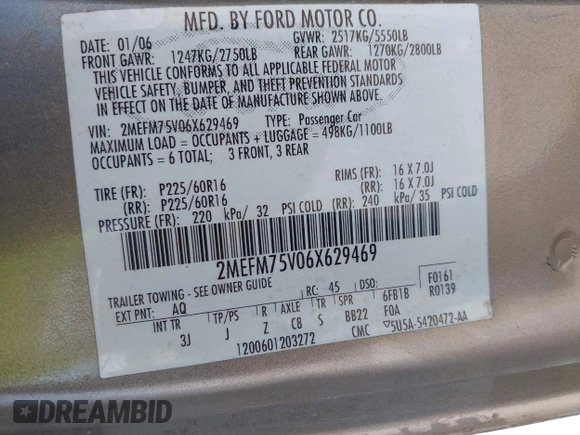 MFD. BY FORD MOTOR CO.
DATE: 01/06 GVWR: 2517KG/5550LB
FRONT GAWR: 1247KG/2750LB REAR GAWR: 1270KG/2800LB
THIS VEHICLE CONFORMS TO ALL APPLICABLE FEDERAL MOTOR
VEHICLE SAFETY, BUMPER, AND THEFT PREVENTION STANDARDS
IN EFFECT ON THE DATE OF MANUFACTURE SHOWN ABOVE.
VIN: 2MEFM75V06X629469 TYPE: Passenger Car
MAXIMUM LOAD = OCCUPANTS + LUGGAGE = 498KG/1100LB
OCCUPANTS = 6 TOTAL; 3 FRONT, 3 REAR
TIRE (FR): P225/60R16 RIMS (FR): 16 X 7.0J
(RR): P225/60R16 (RR): 16 X 7.0J
PRESSURE (FR): 220 kPa/ 32 PSI COLD (RR): 240 kPa/ 35 PSI COLD
2MEFM75V06X629469
TRAILER TOWING - SEE OWNER GUIDE
EXT PNT: AQ RC: 45 DSO: F0161
INT TR TP/PS R AXLE TR SPR 6FB1B R0139
3J J Z C8 S BB22 F0A
1200601203272 CMC ▽5U5A-5420472-AA
DREAMBID